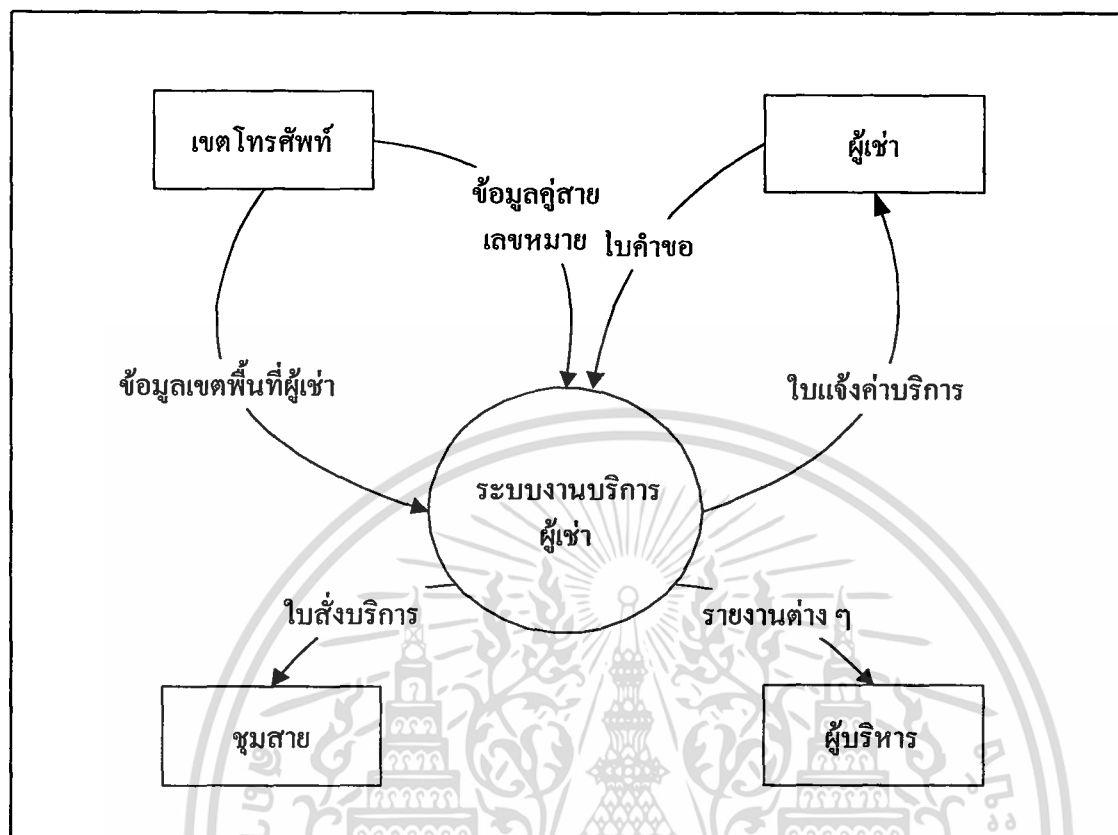 เขตโทรศัพท์
ผู้เช่า
ข้อมูลคู่สาย
เลขหมาย
ใบคำขอ
ข้อมูลเขตพื้นที่ผู้เช่า
ใบแจ้งค่าบริการ
ระบบงานบริการ
ผู้เช่า
ใบสั่งบริการ
รายงานต่าง ๆ
ชุมสาย
ผู้บริหาร